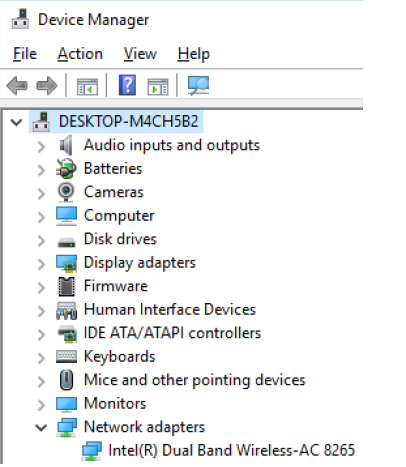 Device Manager
File Action View Help
DESKTOP-M4CH5B2
Audio inputs and outputs
Batteries
Cameras
Computer
Disk drives
Display adapters
Firmware
Human Interface Devices
IDE ATA/ATAPI controllers
Keyboards
Mice and other pointing devices
Monitors
Network adapters
Intel(R) Dual Band Wireless-AC 8265